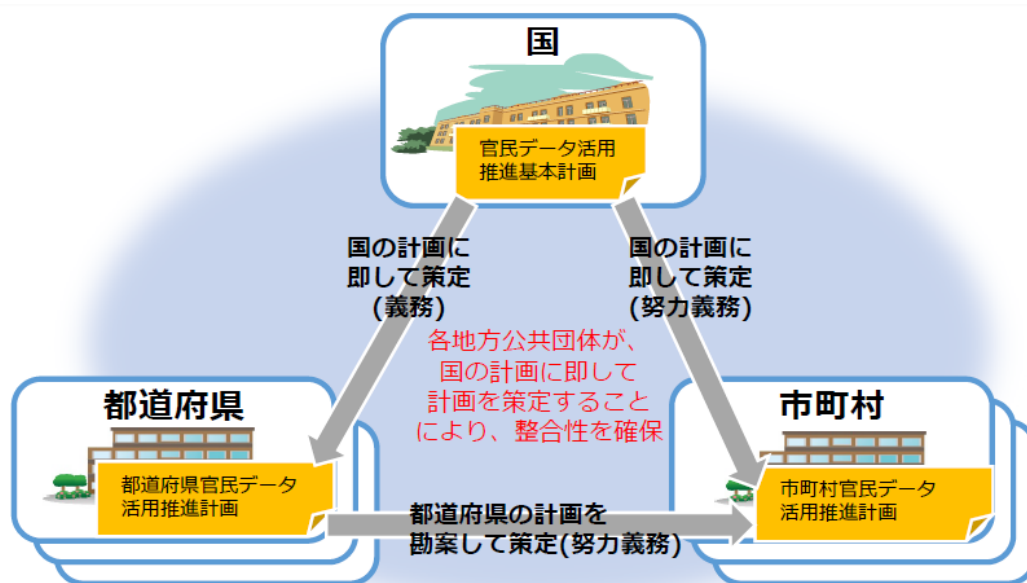 国
官民データ活用
推進基本計画
国の計画に
即して策定
(義務)
国の計画に
即して策定
(努力義務)
各地方公共団体が、
国の計画に即して
計画を策定すること
により、整合性を確保
都道府県
都道府県官民データ
活用推進計画
市町村
市町村官民データ
活用推進計画
都道府県の計画を
勘案して策定(努力義務)